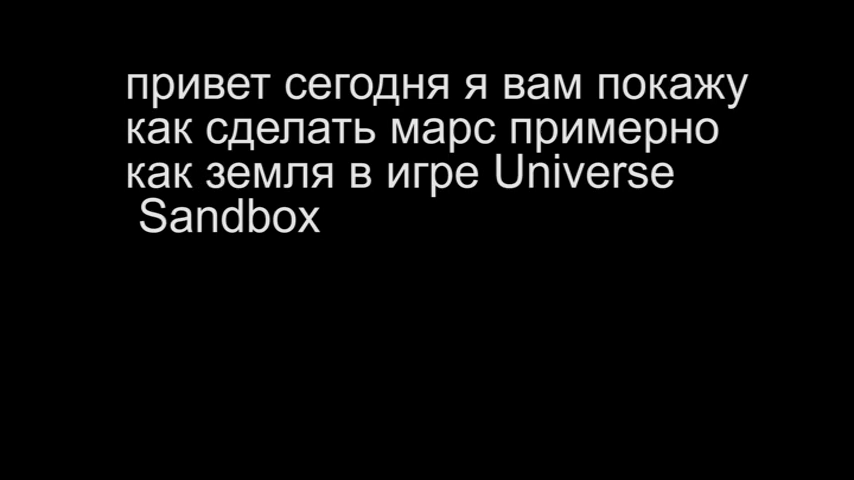 привет сегодня я вам покажу
как сделать марс примерно
как земля в игре Universe
Sandbox